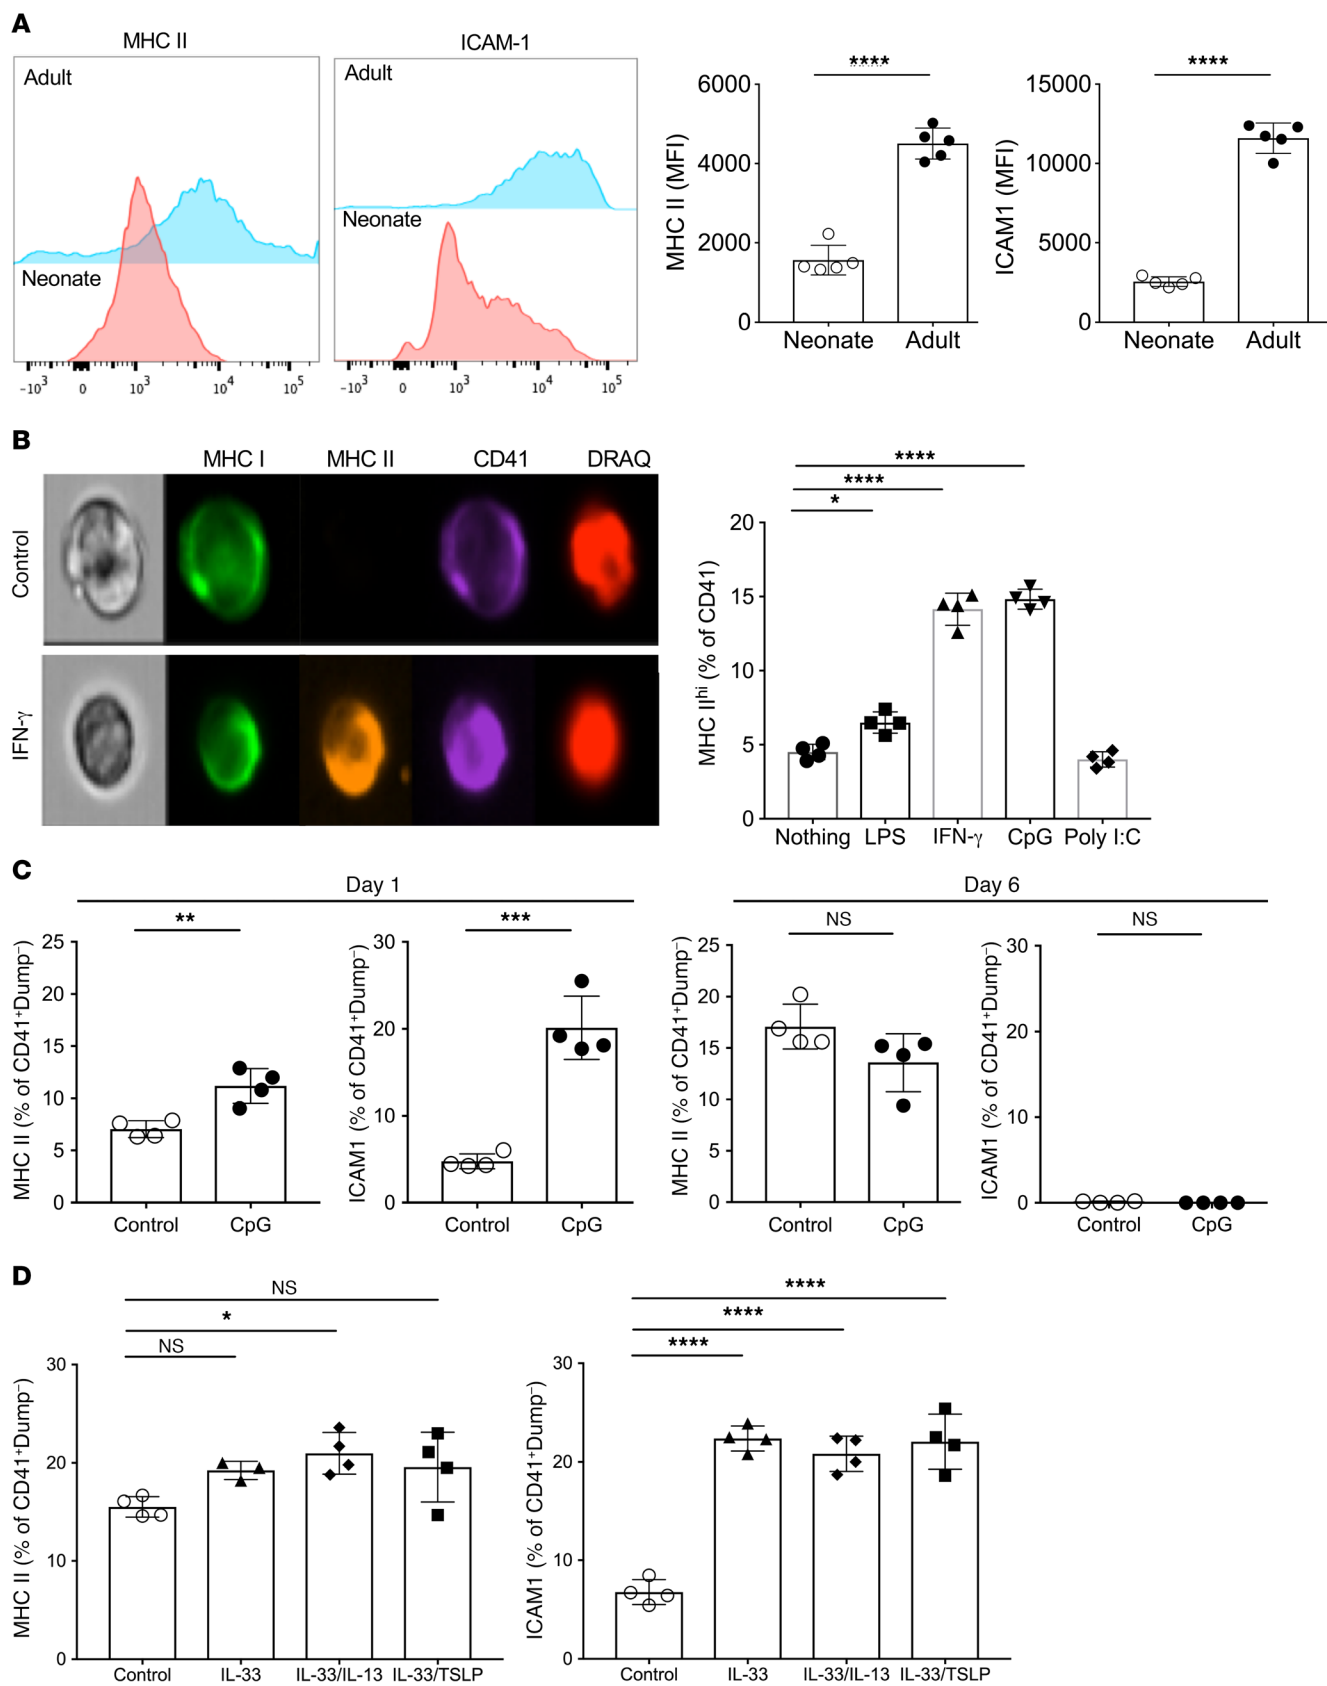 A
MHC II
ICAM-1
Adult
Neonate
-10³ 0 10³ 10⁴ 10⁵
Adult
Neonate
-10³ 0 10³ 10⁴ 10⁵
****
MHC II (MFI)
6000
4000
2000
0
Neonate Adult
****
ICAM1 (MFI)
15000
10000
5000
0
Neonate Adult
B
MHC I MHC II CD41 DRAQ
Control
IFN-γ
****
****
*
MHC IIʰⁱ (% of CD41)
20
15
10
5
0
Nothing LPS IFN-γ CpG Poly I:C
C
Day 1
Day 6
**
MHC II (% of CD41⁺Dump⁻)
25
20
15
10
5
0
Control CpG
***
ICAM1 (% of CD41⁺Dump⁻)
30
20
10
0
Control CpG
NS
MHC II (% of CD41⁺Dump⁻)
25
20
15
10
5
0
Control CpG
NS
ICAM1 (% of CD41⁺Dump⁻)
30
20
10
0
Control CpG
D
NS
*
NS
MHC II (% of CD41⁺Dump⁻)
30
20
10
0
Control IL-33 IL-33/IL-13 IL-33/TSLP
****
****
****
ICAM1 (% of CD41⁺Dump⁻)
30
20
10
0
Control IL-33 IL-33/IL-13 IL-33/TSLP